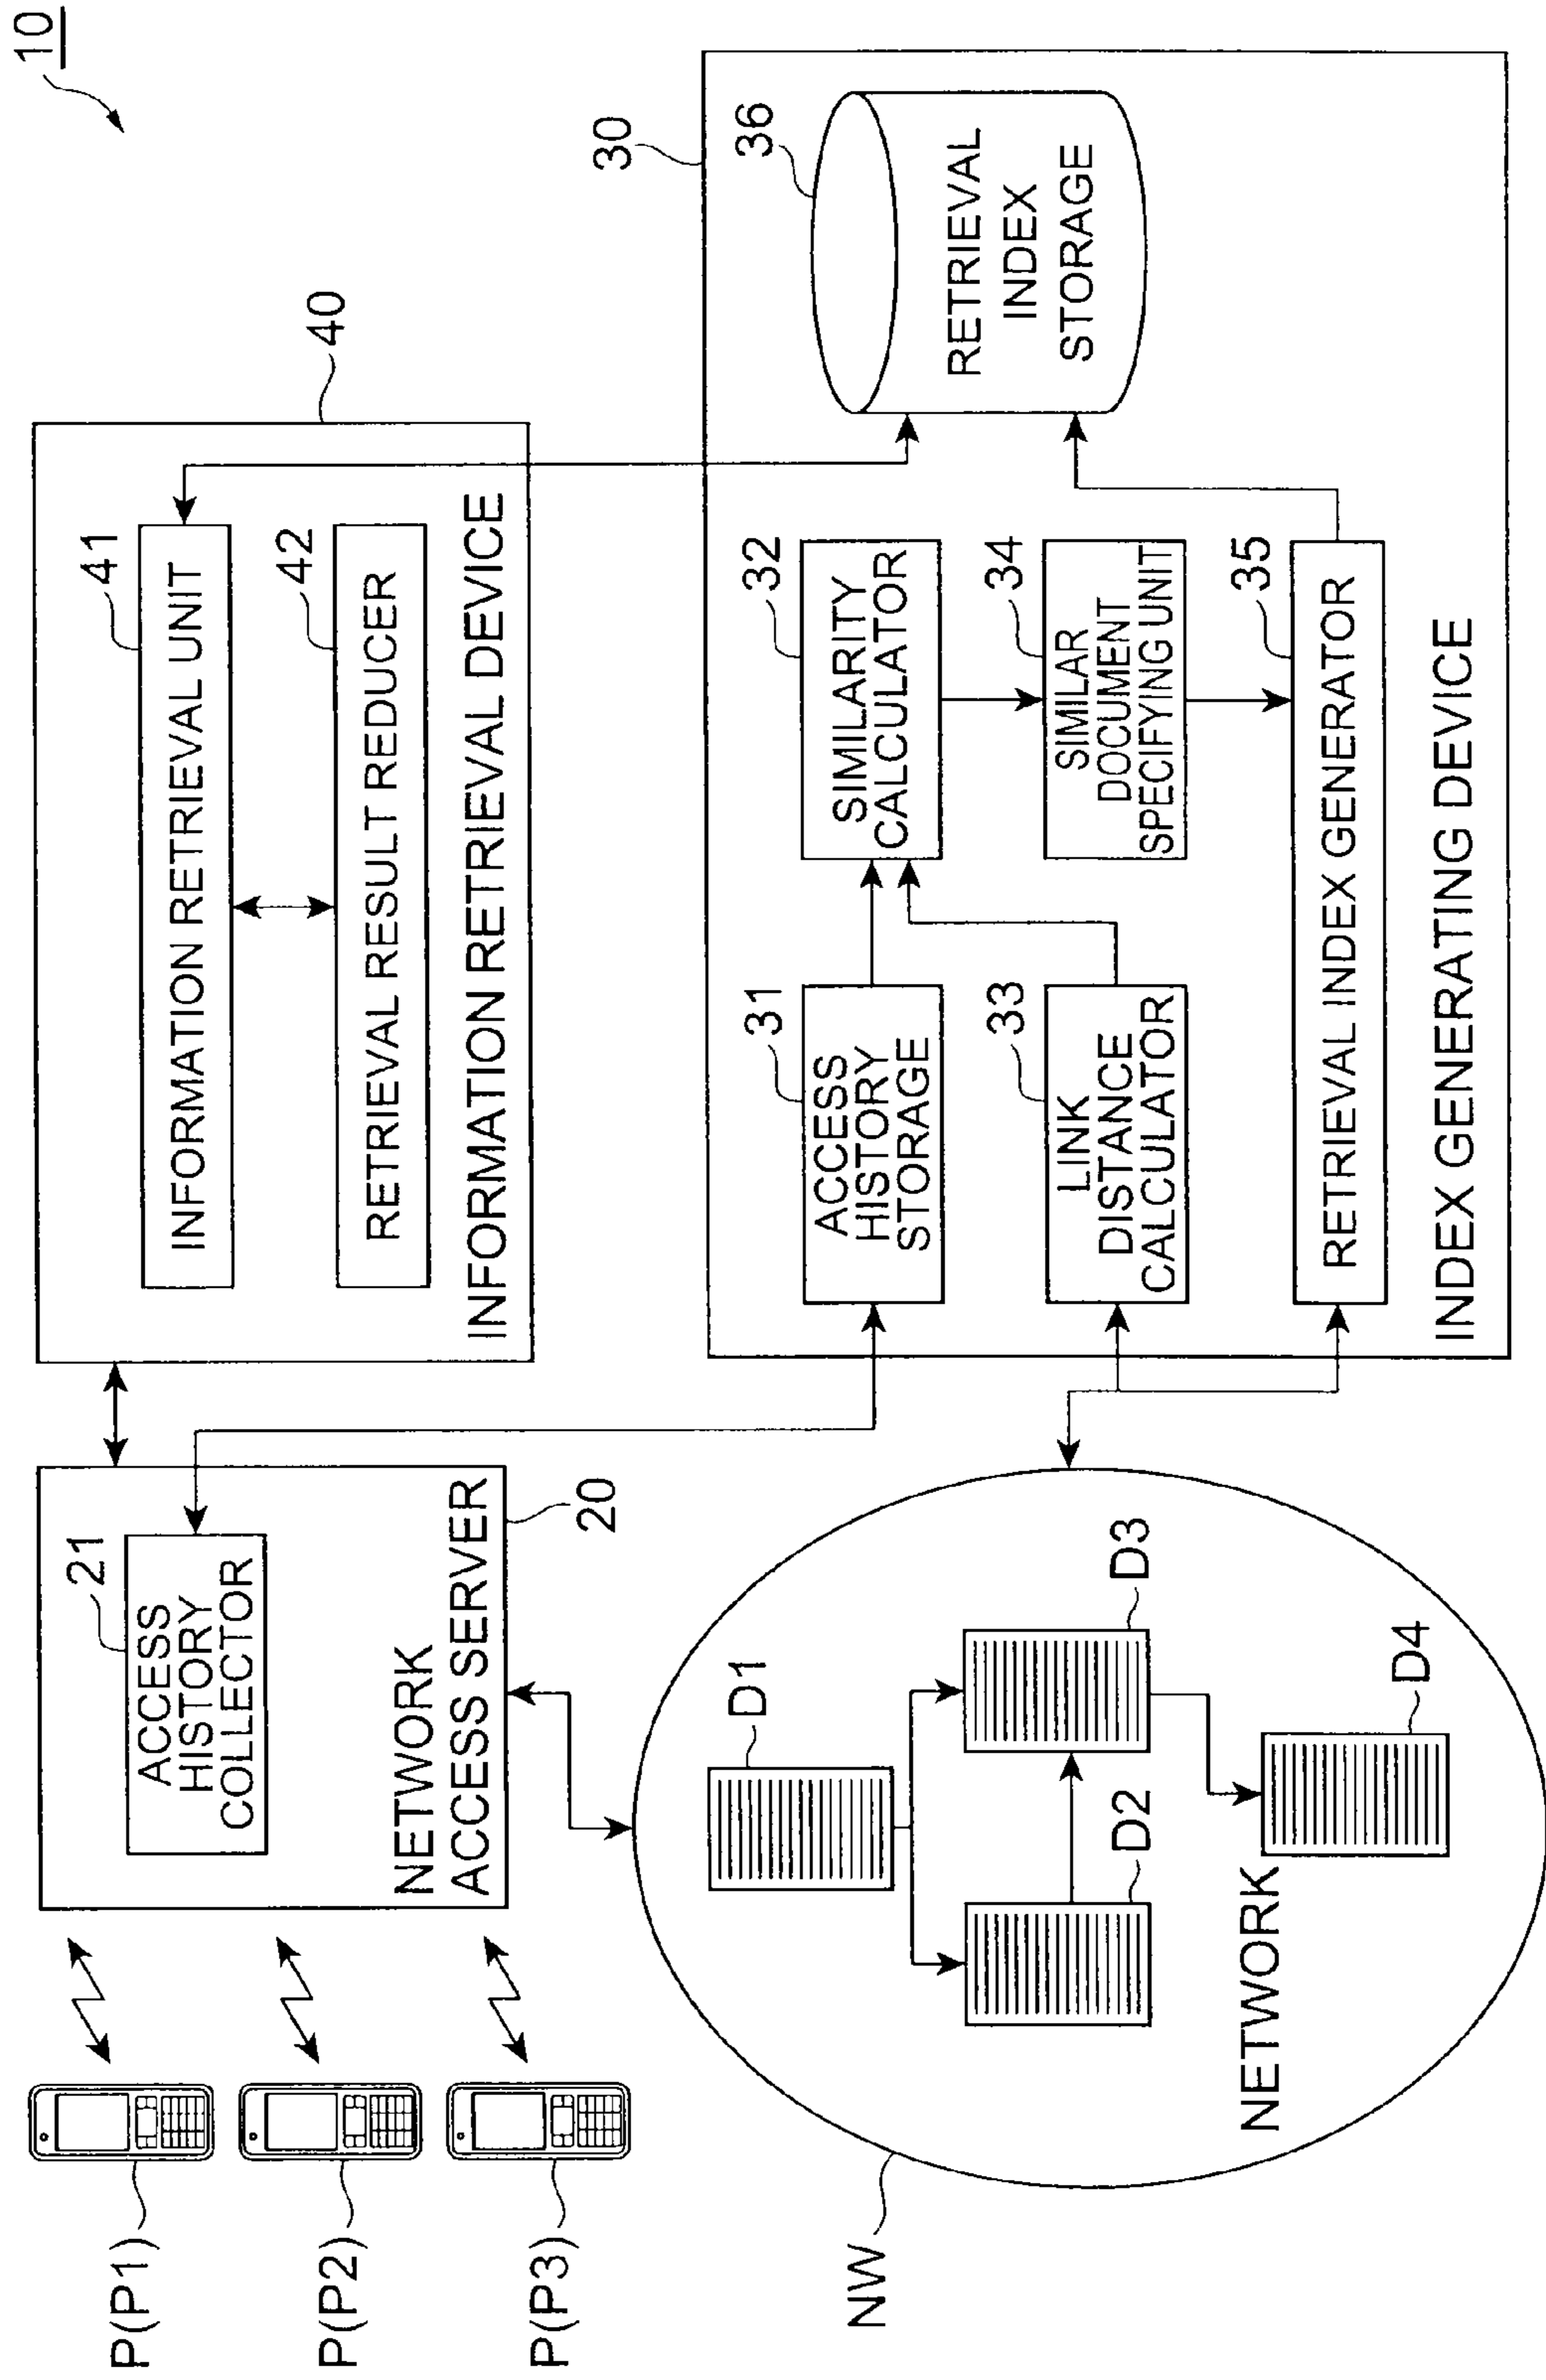 10
P(P1)
P(P2)
P(P3)
21
ACCESS
HISTORY
COLLECTOR
NETWORK
ACCESS SERVER
20
41
INFORMATION RETRIEVAL UNIT
42
RETRIEVAL RESULT REDUCER
INFORMATION RETRIEVAL DEVICE
40
NW
D1
D2
D3
D4
NETWORK
30
31
ACCESS
HISTORY
STORAGE
32
SIMILARITY
CALCULATOR
33
LINK
DISTANCE
CALCULATOR
34
SIMILAR
DOCUMENT
SPECIFYING UNIT
35
RETRIEVAL INDEX GENERATOR
36
RETRIEVAL
INDEX
STORAGE
INDEX GENERATING DEVICE